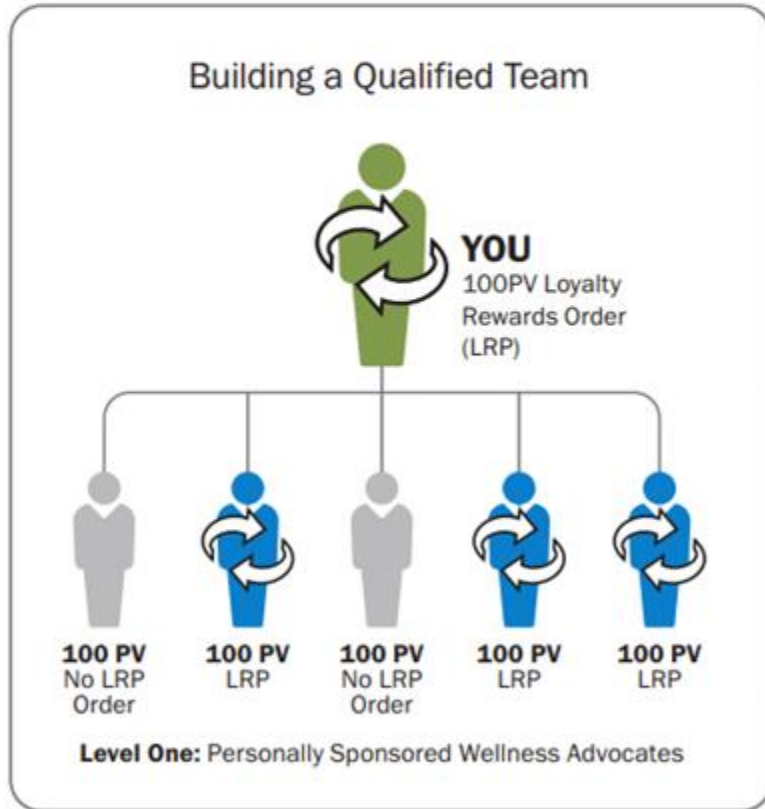 Building a Qualified Team
YOU
100PV Loyalty
Rewards Order
(LRP)
100 PV
No LRP
Order
100 PV
LRP
100 PV
No LRP
Order
100 PV
LRP
100 PV
LRP
Level One: Personally Sponsored Wellness Advocates